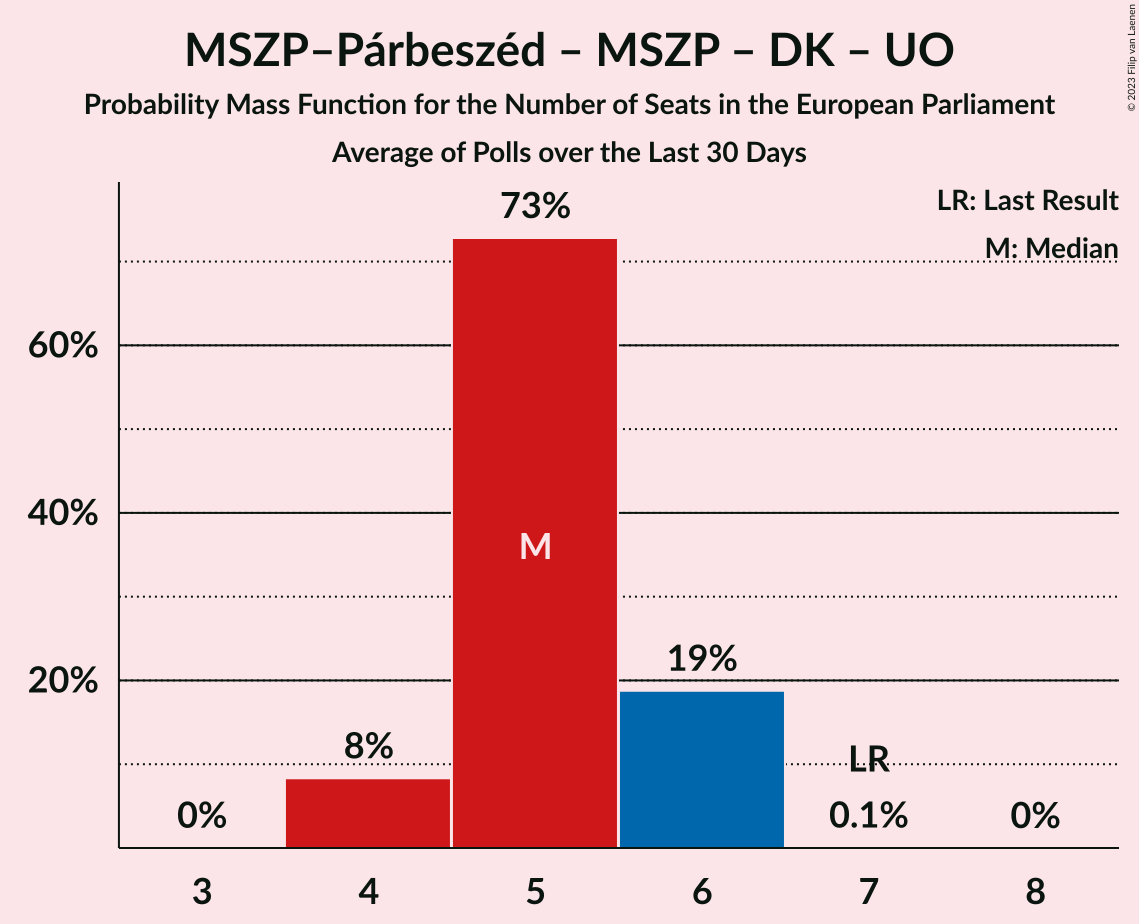 MSZP–Párbeszéd – MSZP – DK – UO
Probability Mass Function for the Number of Seats in the European Parliament
Average of Polls over the Last 30 Days
© 2023 Filip van Laenen
LR: Last Result
M: Median
73%
60%
40%
M
19%
20%
8%
LR
0%
0.1%
0%
3 4 5 6 7 8